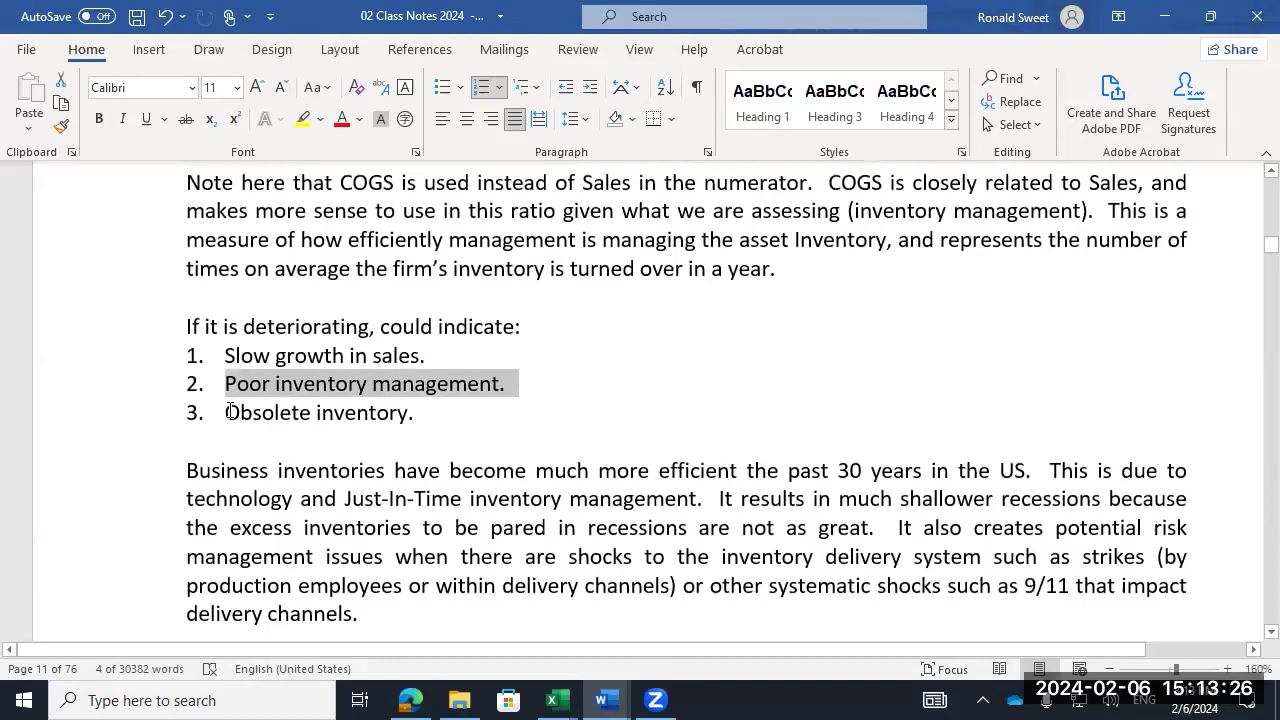 AutoSave Off 02 Class Notes 2024 -... Search Ronald Sweet
File Home Insert Draw Design Layout References Mailings Review View Help Acrobat Share
Paste Calibri 11 Aa AaBbCc AaBbCc AaBbCc Find
Heading 1 Heading 3 Heading 4 Replace
Select Create and Share Adobe PDF Request Signatures
Clipboard Font Paragraph Styles Editing Adobe Acrobat
Note here that COGS is used instead of Sales in the numerator. COGS is closely related to Sales, and
makes more sense to use in this ratio given what we are assessing (inventory management). This is a
measure of how efficiently management is managing the asset Inventory, and represents the number of
times on average the firm's inventory is turned over in a year.
If it is deteriorating, could indicate:
1. Slow growth in sales.
2. Poor inventory management.
3. Obsolete inventory.
Business inventories have become much more efficient the past 30 years in the US. This is due to
technology and Just-In-Time inventory management. It results in much shallower recessions because
the excess inventories to be pared in recessions are not as great. It also creates potential risk
management issues when there are shocks to the inventory delivery system such as strikes (by
production employees or within delivery channels) or other systematic shocks such as 9/11 that impact
delivery channels.
Page 11 of 76 4 of 30382 words English (United States) Focus 160%
Type here to search ENG 2024-02-06 15:13:26
2/6/2024